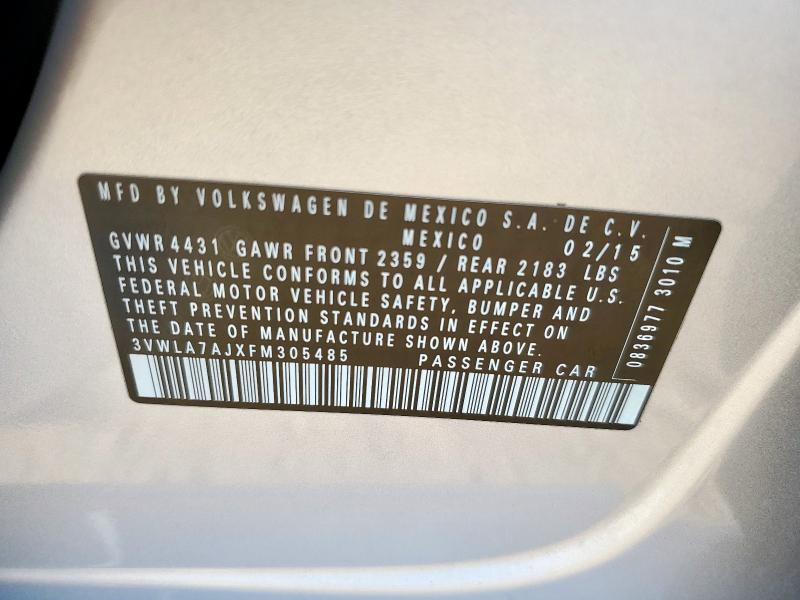 MFD BY VOLKSWAGEN DE MEXICO S.A. DE C.V.
MEXICO 02/15
GVWR 4431 GAWR FRONT 2359 / REAR 2183 LBS
THIS VEHICLE CONFORMS TO ALL APPLICABLE U.S.
FEDERAL MOTOR VEHICLE SAFETY, BUMPER AND
THEFT PREVENTION STANDARDS IN EFFECT ON
THE DATE OF MANUFACTURE SHOWN ABOVE.
3VWLA7AJXFM305485 PASSENGER CAR
0836977 3010 M